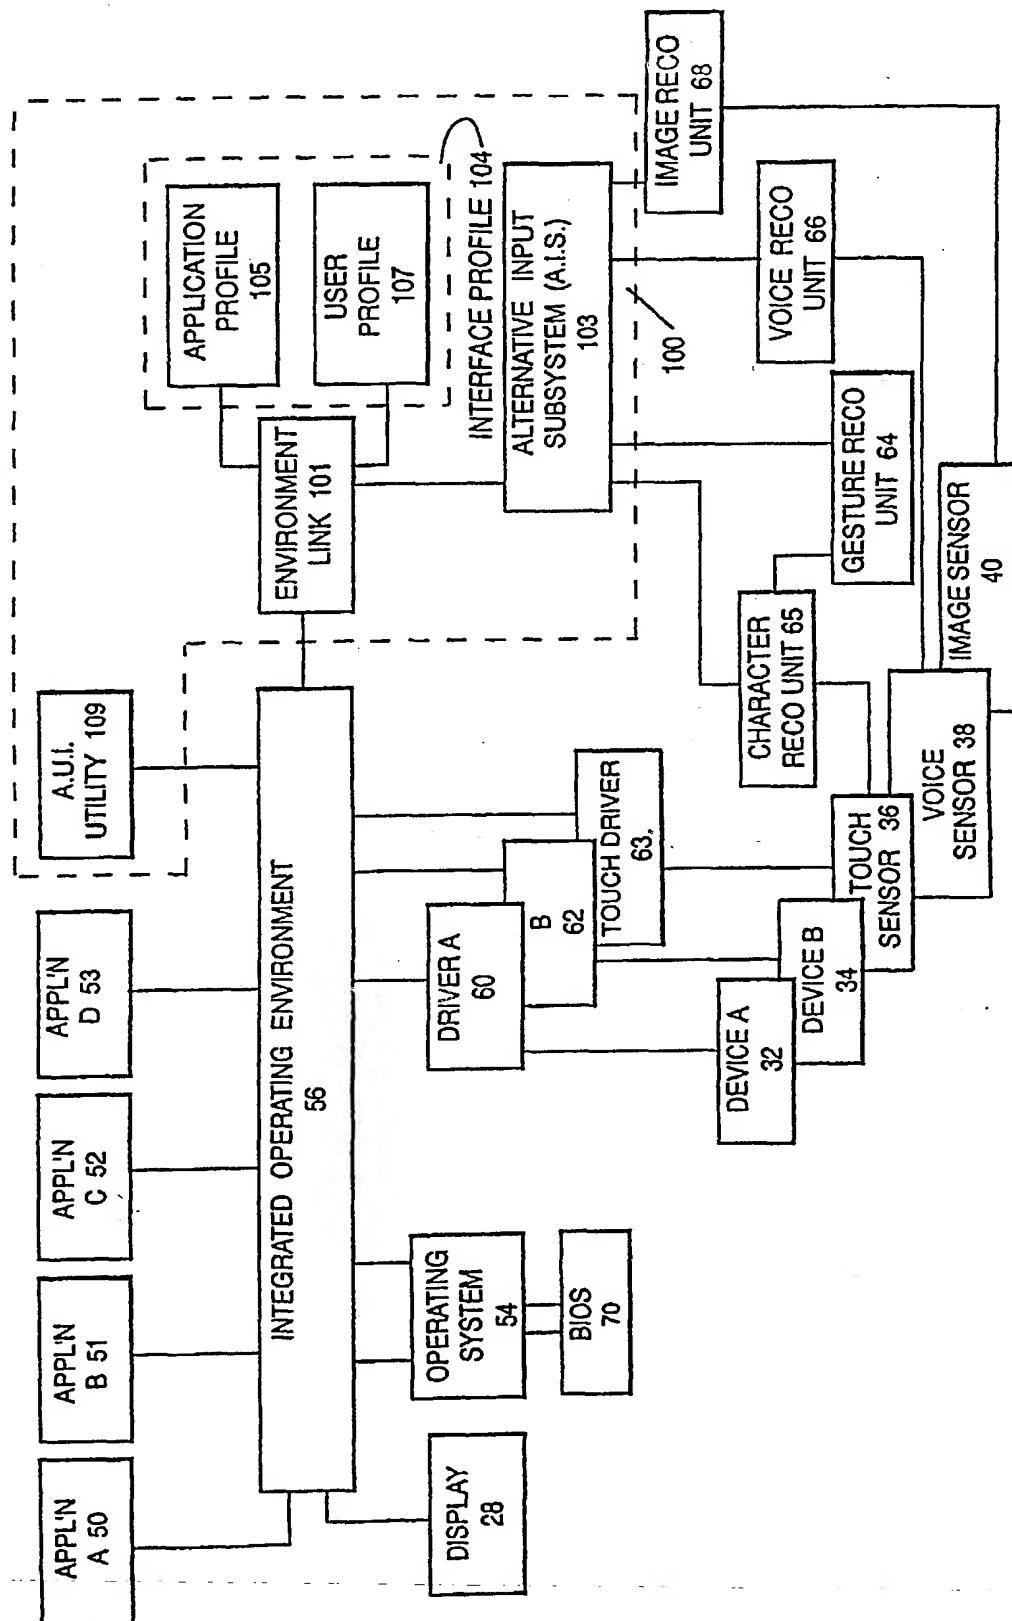 APPL'N
A 50
APPL'N
B 51
APPL'N
C 52
APPL'N
D 53
A.U.I.
UTILITY 109
INTEGRATED OPERATING ENVIRONMENT
56
ENVIRONMENT
LINK 101
APPLICATION
PROFILE
105
USER
PROFILE
107
INTERFACE PROFILE 104
ALTERNATIVE INPUT
SUBSYSTEM (A.I.S.)
103
100
DISPLAY
28
OPERATING
SYSTEM
54
BIOS
70
DRIVER A
60
B
62
TOUCH DRIVER
63
DEVICE A
32
DEVICE B
34
TOUCH
SENSOR 36
VOICE
SENSOR 38
IMAGE SENSOR
40
CHARACTER
RECO UNIT 65
GESTURE RECO
UNIT 64
VOICE RECO
UNIT 66
IMAGE RECO
UNIT 68